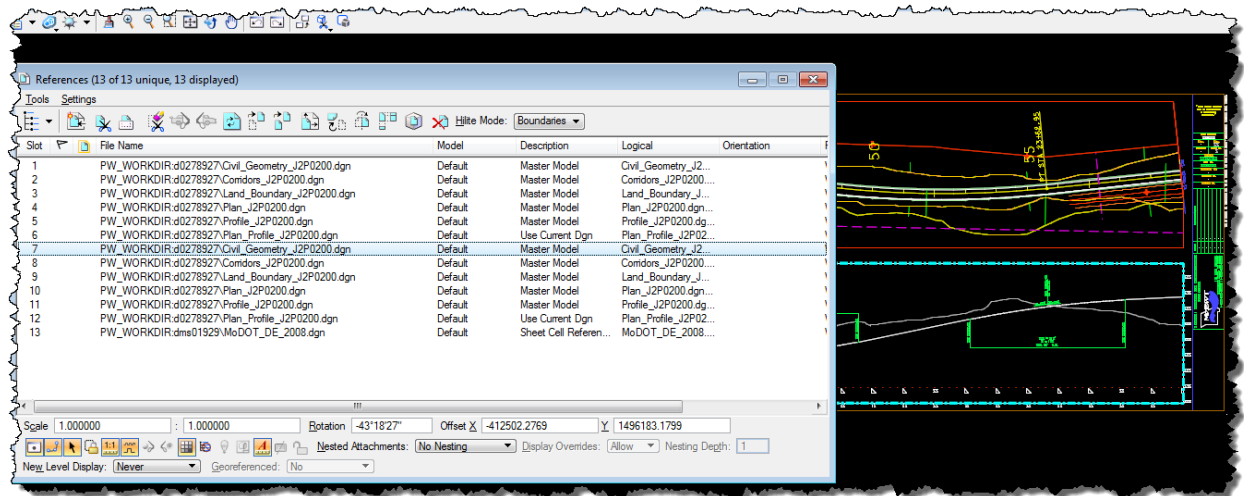 References (13 of 13 unique, 13 displayed)
Tools Settings
Hilite Mode: Boundaries
Slot File Name Model Description Logical Orientation
1 PW_WORKDIR:d0278927\Civil_Geometry_J2P0200.dgn Default Master Model Civil_Geometry_J2...
2 PW_WORKDIR:d0278927\Corridors_J2P0200.dgn Default Master Model Corridors_J2P0200....
3 PW_WORKDIR:d0278927\Land_Boundary_J2P0200.dgn Default Master Model Land_Boundary_J...
4 PW_WORKDIR:d0278927\Plan_J2P0200.dgn Default Master Model Plan_J2P0200.dgn...
5 PW_WORKDIR:d0278927\Profile_J2P0200.dgn Default Master Model Profile_J2P0200.dg...
6 PW_WORKDIR:d0278927\Plan_Profile_J2P0200.dgn Default Use Current Dgn Plan_Profile_J2P02...
7 PW_WORKDIR:d0278927\Civil_Geometry_J2P0200.dgn Default Master Model Civil_Geometry_J2...
8 PW_WORKDIR:d0278927\Corridors_J2P0200.dgn Default Master Model Corridors_J2P0200....
9 PW_WORKDIR:d0278927\Land_Boundary_J2P0200.dgn Default Master Model Land_Boundary_J...
10 PW_WORKDIR:d0278927\Plan_J2P0200.dgn Default Master Model Plan_J2P0200.dgn...
11 PW_WORKDIR:d0278927\Profile_J2P0200.dgn Default Master Model Profile_J2P0200.dg...
12 PW_WORKDIR:d0278927\Plan_Profile_J2P0200.dgn Default Use Current Dgn Plan_Profile_J2P02...
13 PW_WORKDIR:dms01929\MoDOT_DE_2008.dgn Default Sheet Cell Referen... MoDOT_DE_2008....
Scale 1.000000 : 1.000000 Rotation -43°18'27" Offset X -412502.2769 Y 1496183.1799
1:1 Nested Attachments: No Nesting Display Overrides: Allow Nesting Depth: 1
New Level Display: Never Georeferenced: No
50
55